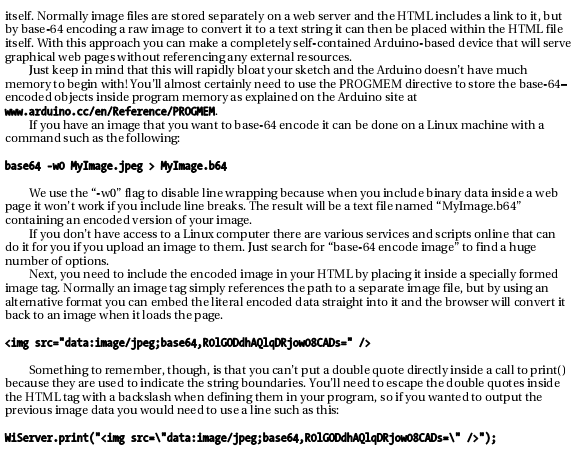 itself. Normally image files are stored separately on a web server and the HTML includes a link to it, but
by base-64 encoding a raw image to convert it to a text string it can then be placed within the HTML file
itself. With this approach you can make a completely self-contained Arduino-based device that will serve
graphical web pages without referencing any external resources.
Just keep in mind that this will rapidly bloat your sketch and the Arduino doesn't have much
memory to begin with! You'll almost certainly need to use the PROGMEM directive to store the base-64–
encoded objects inside program memory as explained on the Arduino site at
www.arduino.cc/en/Reference/PROGMEM.
If you have an image that you want to base-64 encode it can be done on a Linux machine with a
command such as the following:
base64 -w0 MyImage.jpeg > MyImage.b64
We use the “-w0” flag to disable line wrapping because when you include binary data inside a web
page it won't work if you include line breaks. The result will be a text file named “MyImage.b64”
containing an encoded version of your image.
If you don't have access to a Linux computer there are various services and scripts online that can
do it for you if you upload an image to them. Just search for “base-64 encode image” to find a huge
number of options.
Next, you need to include the encoded image in your HTML by placing it inside a specially formed
image tag. Normally an image tag simply references the path to a separate image file, but by using an
alternative format you can embed the literal encoded data straight into it and the browser will convert it
back to an image when it loads the page.
<img src="data:image/jpeg;base64,R0lGODdhAQlqDRjowO8CADs=" />
Something to remember, though, is that you can't put a double quote directly inside a call to print()
because they are used to indicate the string boundaries. You'll need to escape the double quotes inside
the HTML tag with a backslash when defining them in your program, so if you wanted to output the
previous image data you would need to use a line such as this:
WiServer.print("<img src=\"data:image/jpeg;base64,R0lGODdhAQlqDRjowO8CADs=\" />");